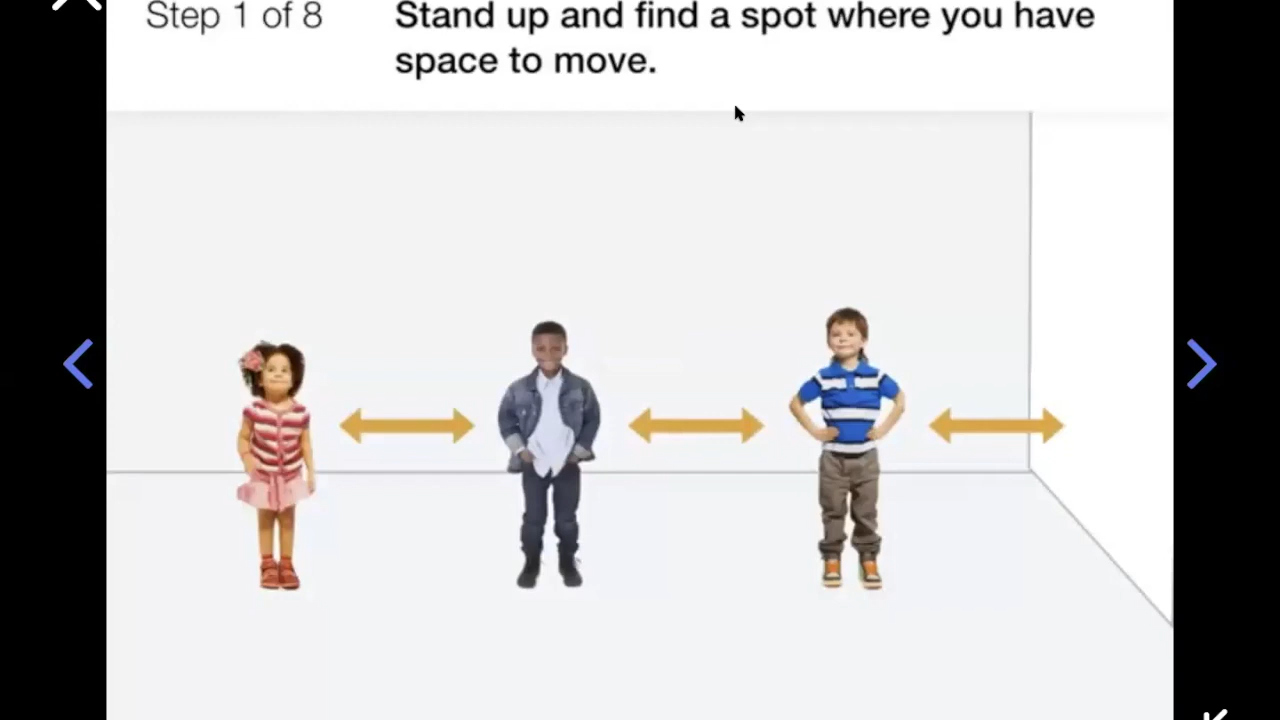 Step 1 of 8
Stand up and find a spot where you have
space to move.